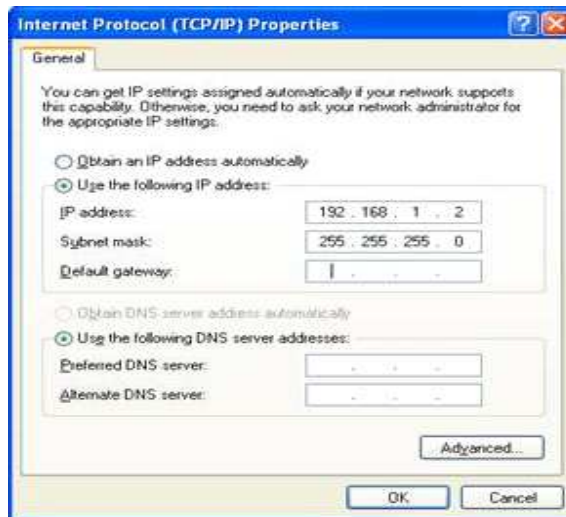 Internet Protocol (TCP/IP) Properties
General
You can get IP settings assigned automatically if your network supports
this capability. Otherwise, you need to ask your network administrator for
the appropriate IP settings.
Obtain an IP address automatically
Use the following IP address:
IP address: 192 . 168 . 1 . 2
Subnet mask: 255 . 255 . 255 . 0
Default gateway: . . .
Obtain DNS server address automatically
Use the following DNS server addresses:
Preferred DNS server: . . .
Alternate DNS server: . . .
Advanced...
OK Cancel